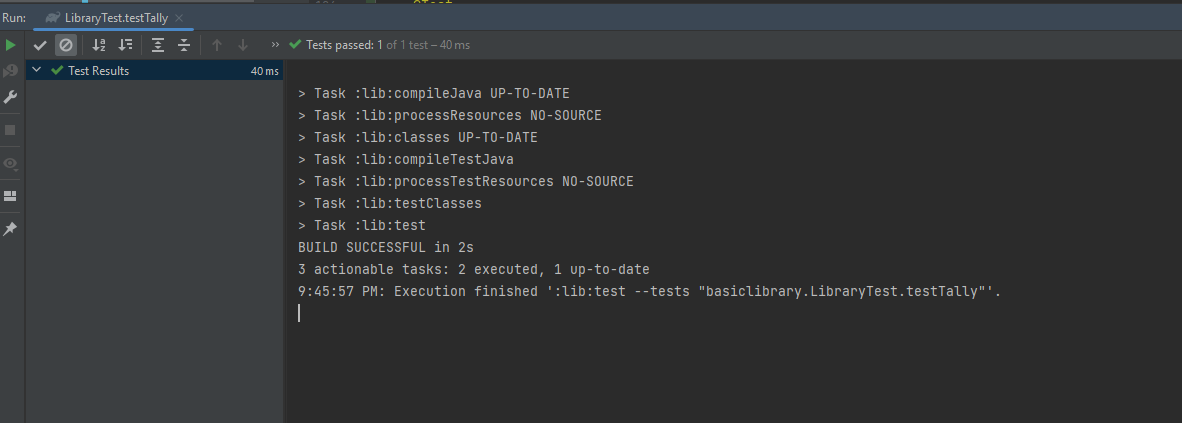 Run: LibraryTest.testTally
Tests passed: 1 of 1 test – 40 ms
Test Results 40 ms
> Task :lib:compileJava UP-TO-DATE
> Task :lib:processResources NO-SOURCE
> Task :lib:classes UP-TO-DATE
> Task :lib:compileTestJava
> Task :lib:processTestResources NO-SOURCE
> Task :lib:testClasses
> Task :lib:test
BUILD SUCCESSFUL in 2s
3 actionable tasks: 2 executed, 1 up-to-date
9:45:57 PM: Execution finished ':lib:test --tests "basiclibrary.LibraryTest.testTally"'.